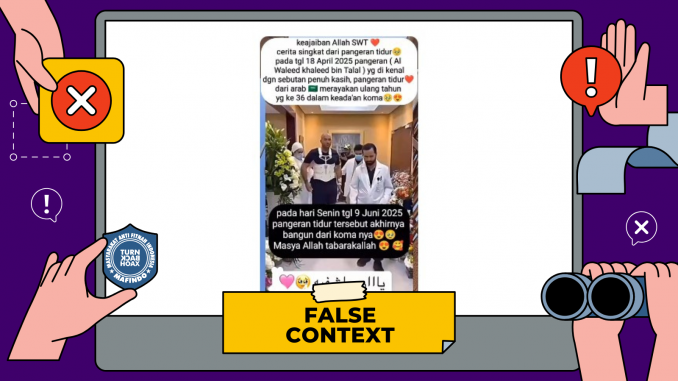 keajaiban Allah SWT ❤️
cerita singkat dari pangeran tidur🥹
pada tgl 18 April 2025 pangeran ( Al
Waleed khaleed bin Talal ) yg di kenal
dgn sebutan penuh kasih, pangeran tidur❤️
dari arab 🇸🇦 merayakan ulang tahun
yg ke 36 dalam keada'an koma🥹😍
pada hari Senin tgl 9 Juni 2025
pangeran tidur tersebut akhirnya
bangun dari koma nya😍🥹
Masya Allah tabarakallah 😍 🥰
MASYARAKAT ANTI FITNAH INDONESIA
TURN
BACK
HOAX
MAFINDO
FALSE
CONTEXT